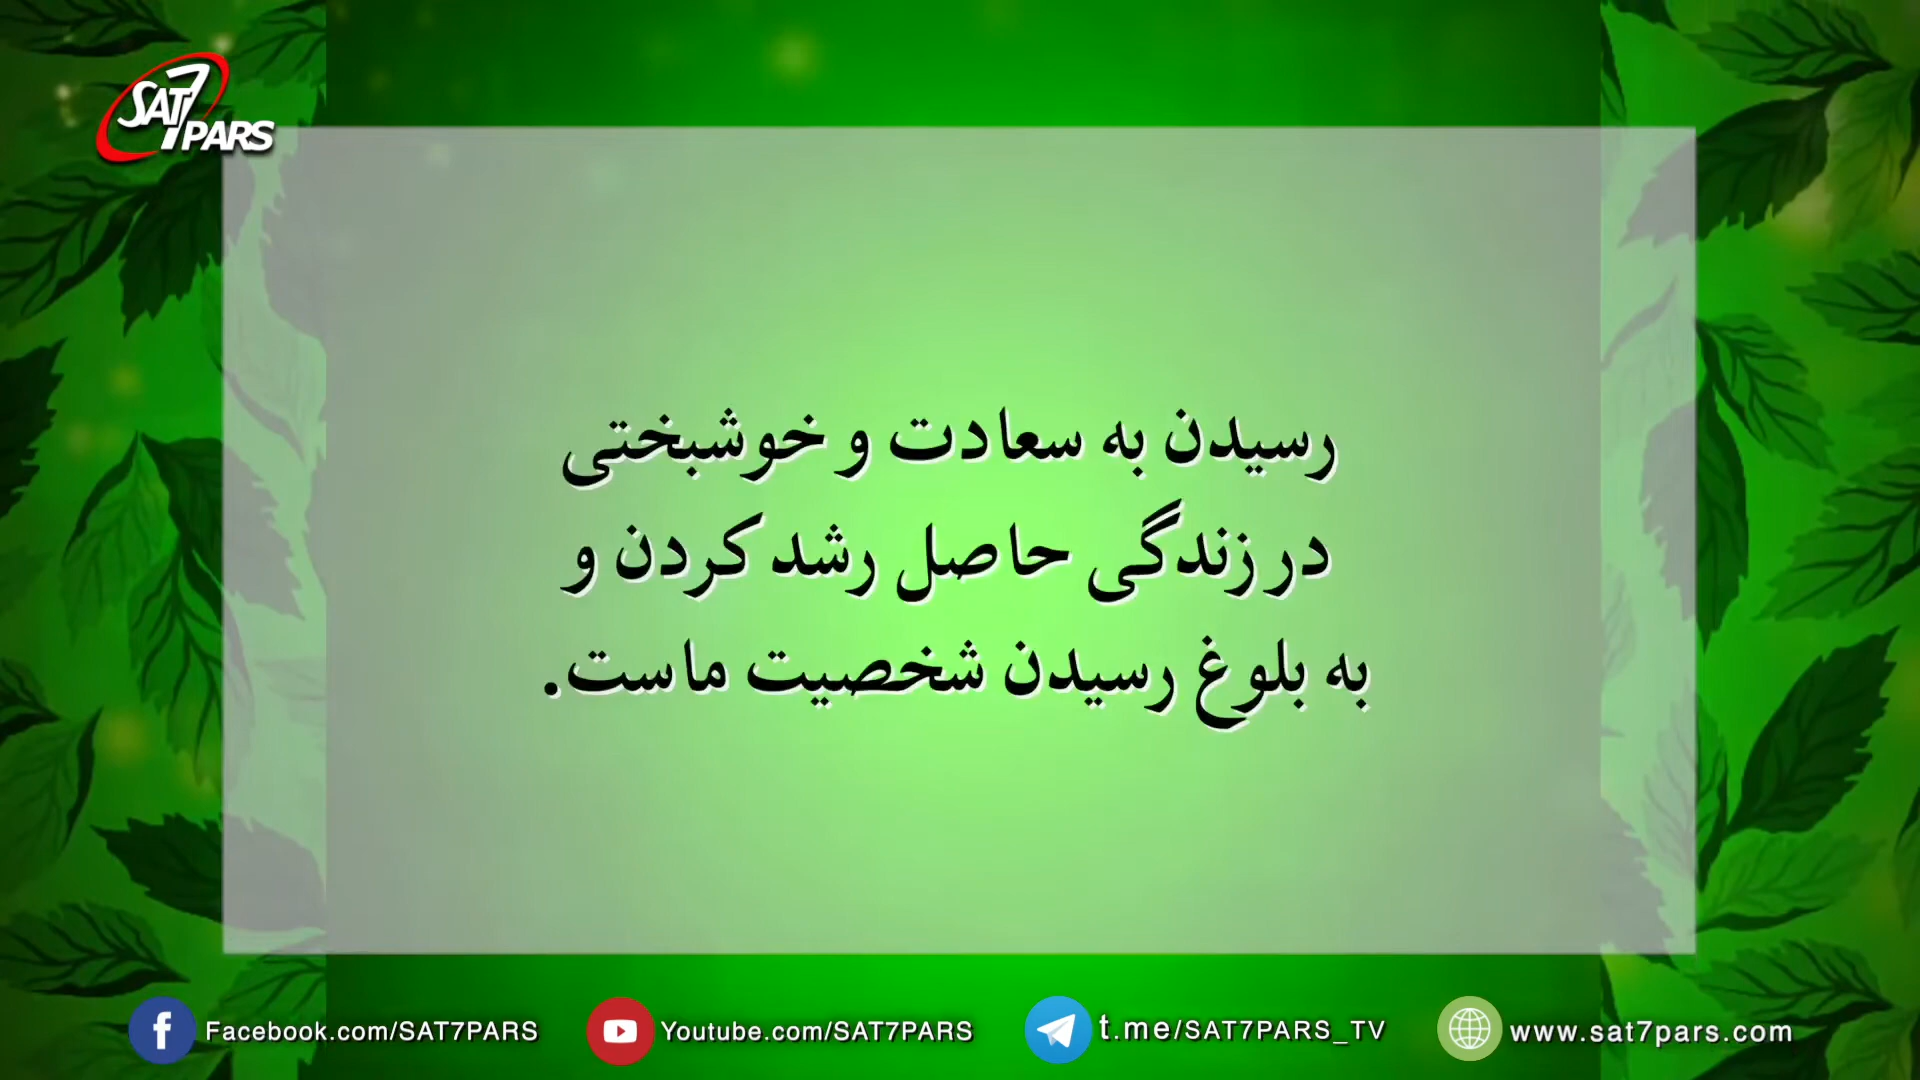 SAT7 PARS
رسیدن به سعادت و خوشبختی
در زندگی حاصل رشد کردن و
به بلوغ رسیدن شخصیت ماست.
Facebook.com/SAT7PARS
Youtube.com/SAT7PARS
t.me/SAT7PARS_TV
www.sat7pars.com